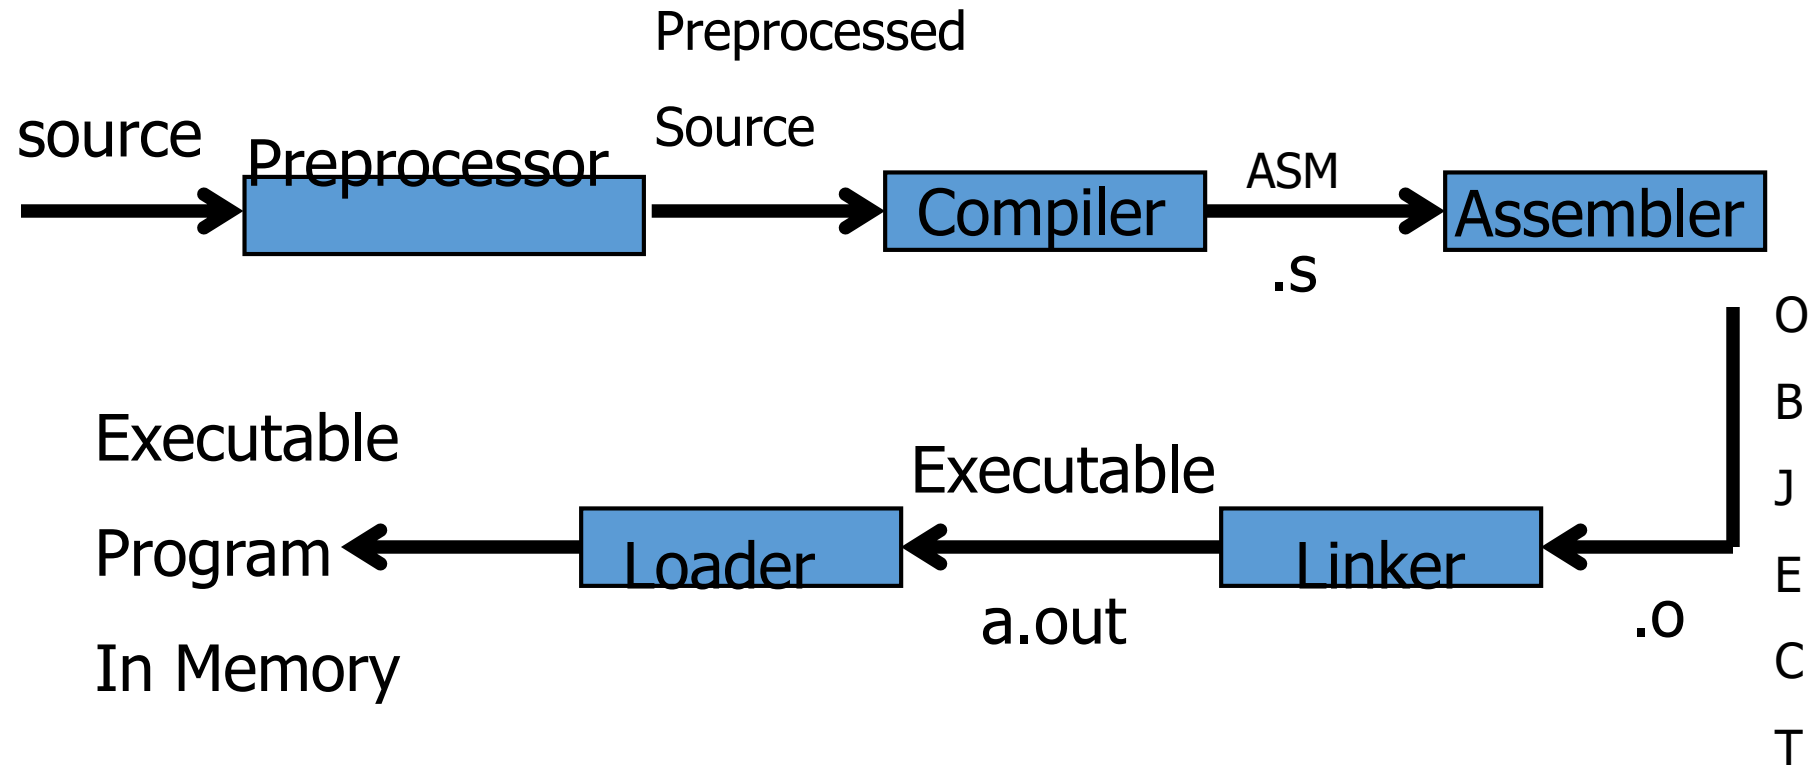 source
Preprocessor
Preprocessed
Source
Compiler
ASM
.s
Assembler
O
B
J
E
C
T
.o
Linker
Executable
a.out
Loader
Executable
Program
In Memory